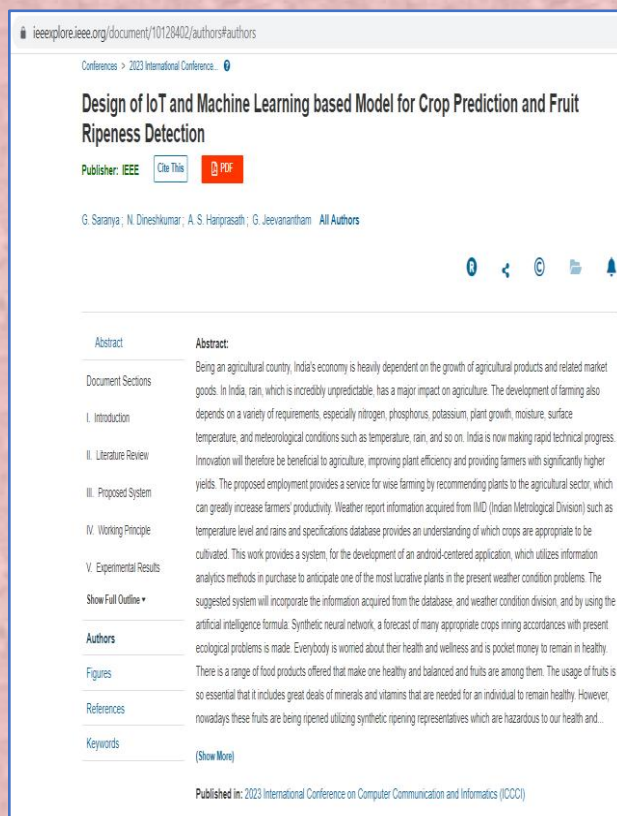 ieeexplore.ieee.org/document/10128402/authors#authors
Conferences > 2023 International Conference...
Design of IoT and Machine Learning based Model for Crop Prediction and Fruit
Ripeness Detection
Publisher: IEEE
Cite This
PDF
G. Saranya ; N. Dineshkumar ; A. S. Hariprasath ; G. Jeevanantham All Authors
Abstract
Document Sections
I. Introduction
II. Literature Review
III. Proposed System
IV. Working Principle
V. Experimental Results
Show Full Outline
Authors
Figures
References
Keywords
Abstract:
Being an agricultural country, India's economy is heavily dependent on the growth of agricultural products and related market
goods. In India, rain, which is incredibly unpredictable, has a major impact on agriculture. The development of farming also
depends on a variety of requirements, especially nitrogen, phosphorus, potassium, plant growth, moisture, surface
temperature, and meteorological conditions such as temperature, rain, and so on. India is now making rapid technical progress.
Innovation will therefore be beneficial to agriculture, improving plant efficiency and providing farmers with significantly higher
yields. The proposed employment provides a service for wise farming by recommending plants to the agricultural sector, which
can greatly increase farmers' productivity. Weather report information acquired from IMD (Indian Metrological Division) such as
temperature level and rains and specifications database provides an understanding of which crops are appropriate to be
cultivated. This work provides a system, for the development of an android-centered application, which utilizes information
analytics methods in purchase to anticipate one of the most lucrative plants in the present weather condition problems. The
suggested system will incorporate the information acquired from the database, and weather condition division, and by using the
artificial intelligence formula. Synthetic neural network, a forecast of many appropriate crops inning accordances with present
ecological problems is made. Everybody is worried about their health and wellness and is pocket money to remain in healthy.
There is a range of food products offered that make one healthy and balanced and fruits are among them. The usage of fruits is
so essential that it includes great deals of minerals and vitamins that are needed for an individual to remain healthy. However,
nowadays these fruits are being ripened utilizing synthetic ripening representatives which are hazardous to our health and...
(Show More)
Published in: 2023 International Conference on Computer Communication and Informatics (ICCCI)